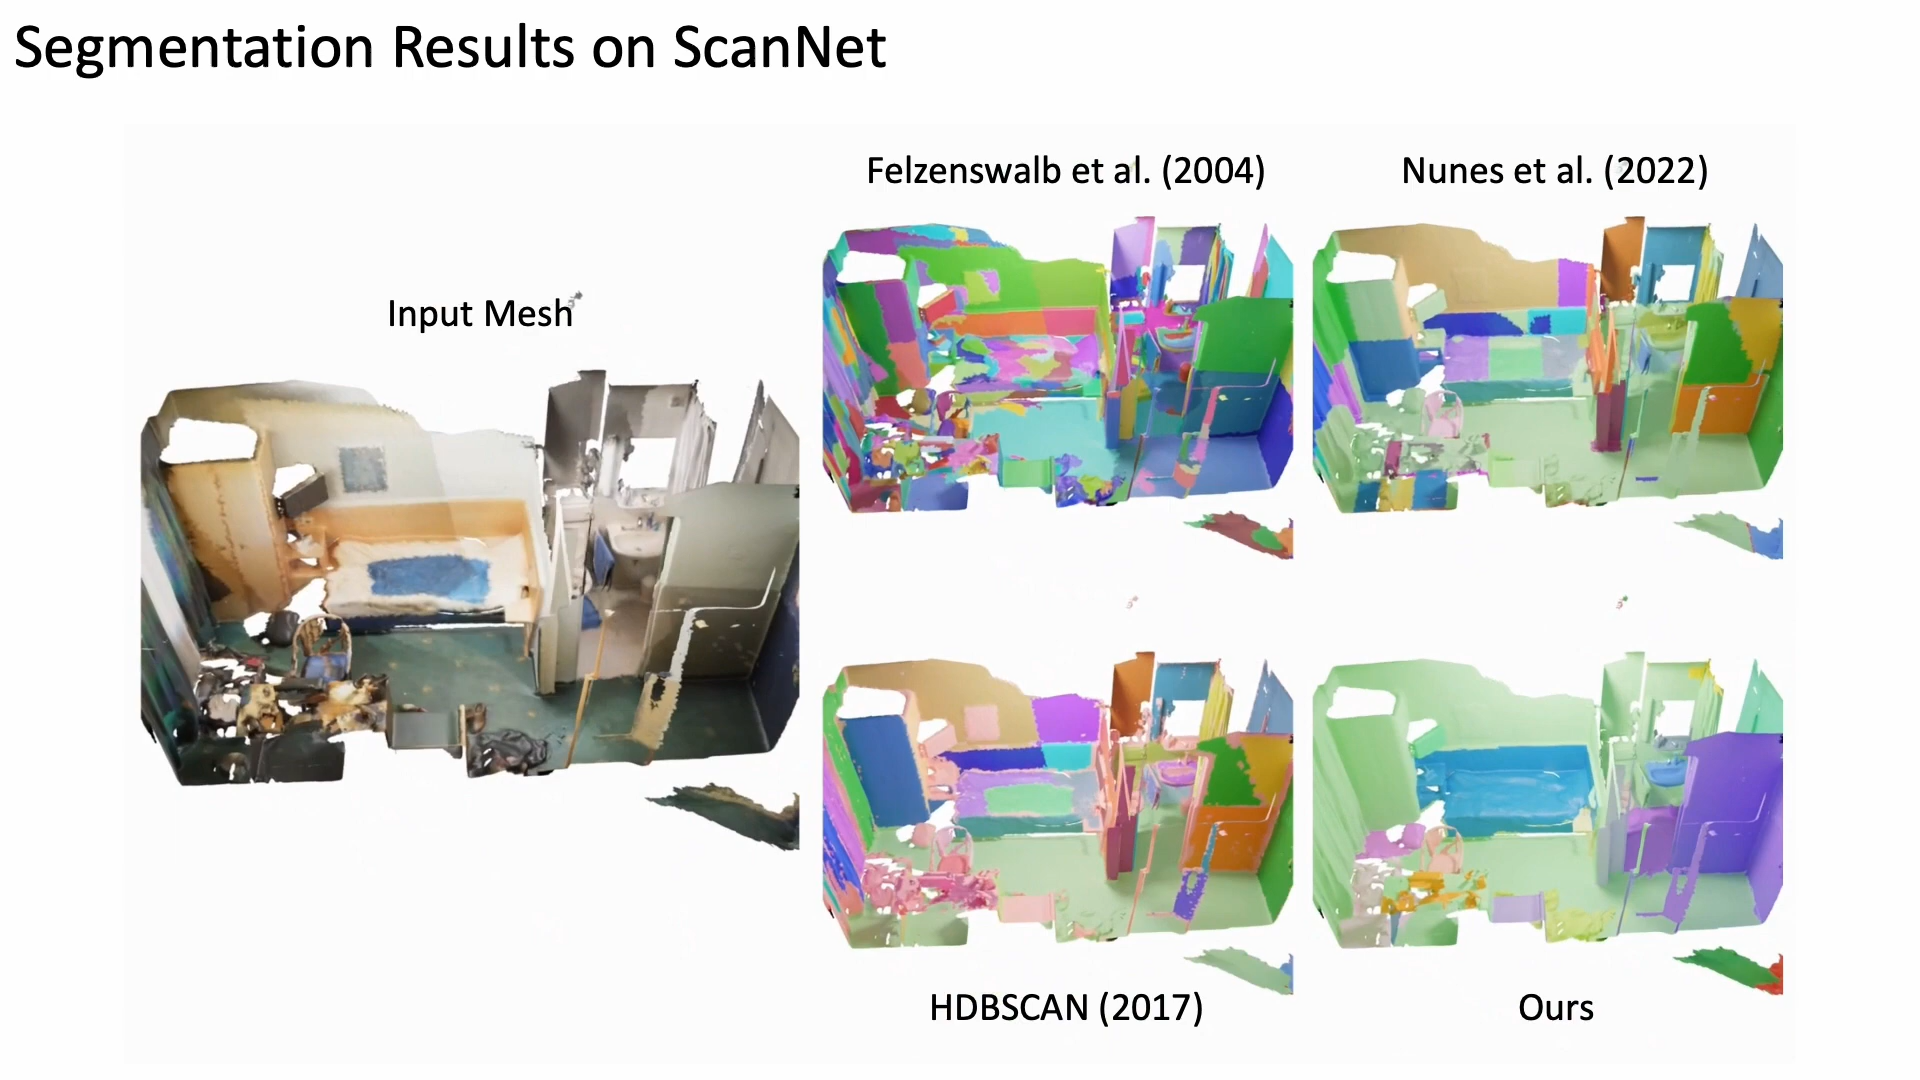 Segmentation Results on ScanNet
Input Mesh
Felzenswalb et al. (2004)
Nunes et al. (2022)
HDBSCAN (2017)
Ours